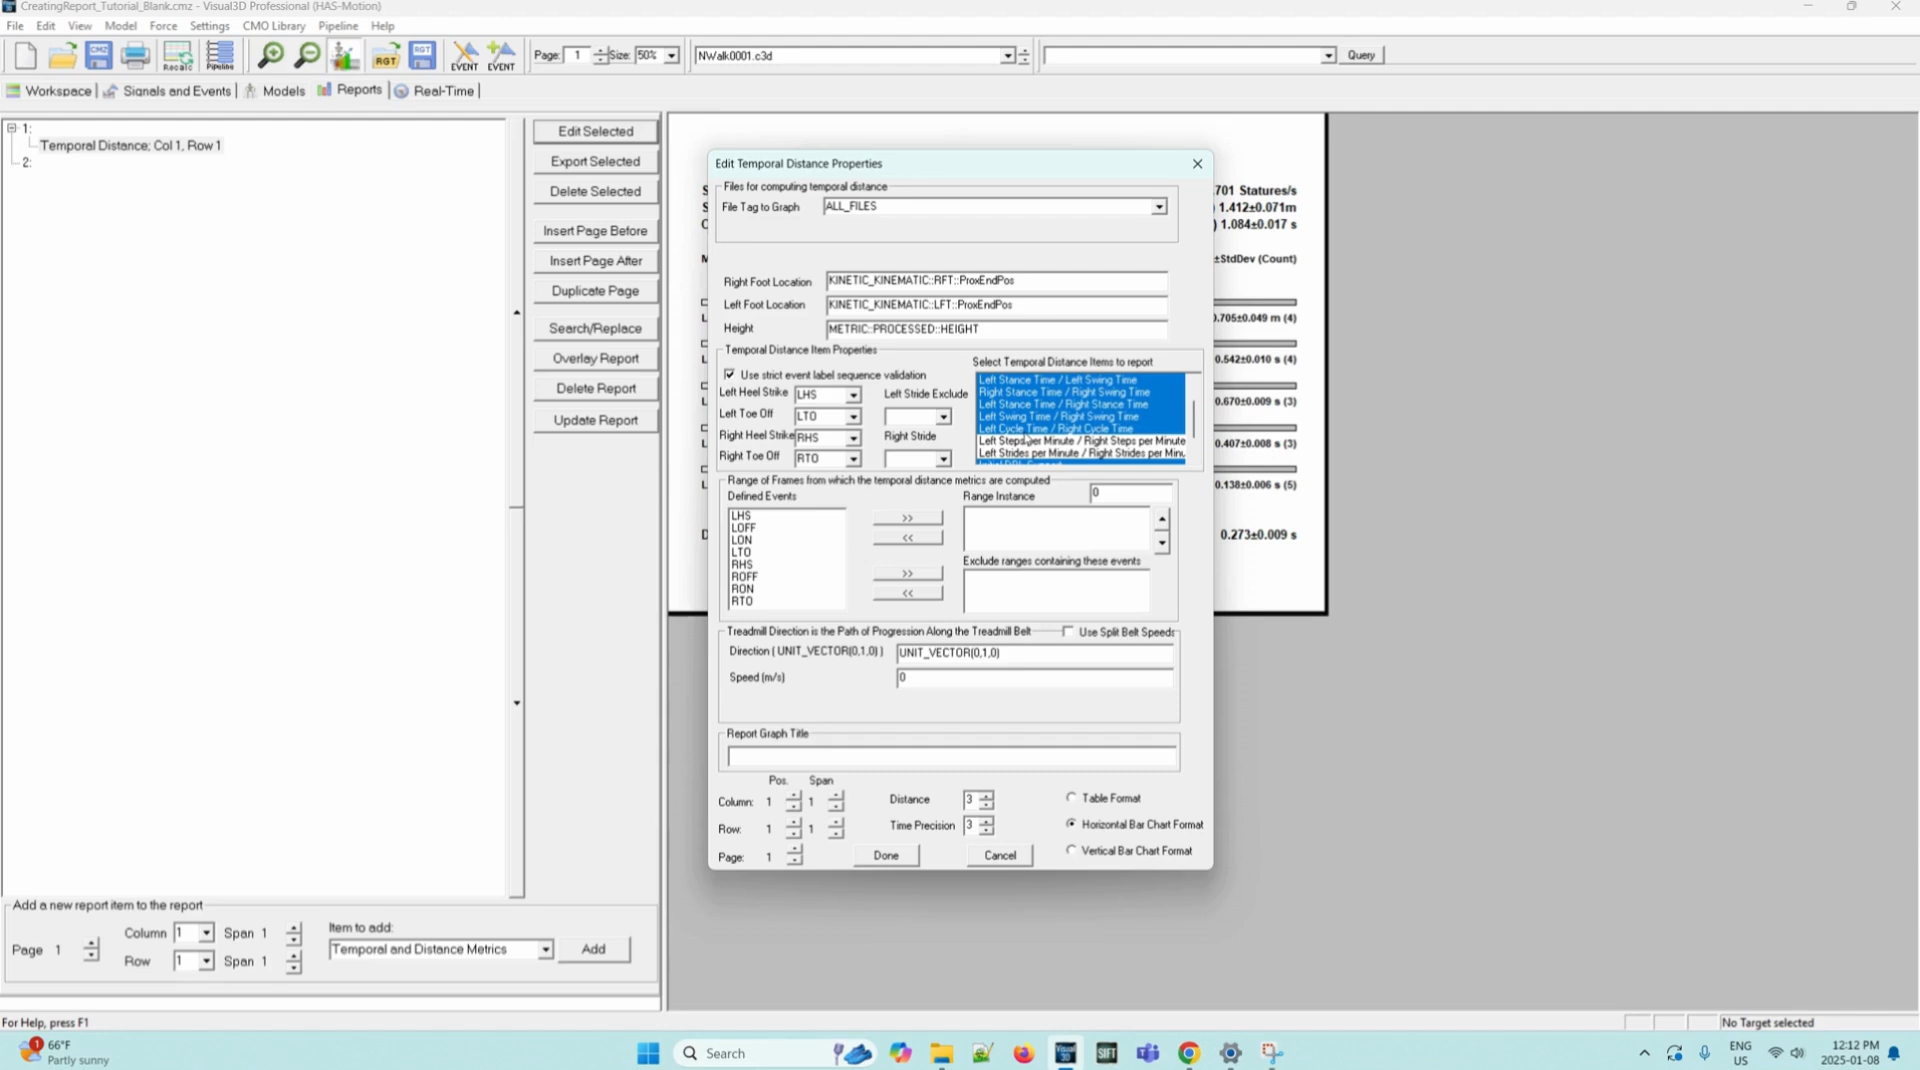 CreatingReport_Tutorial_Blank.cmz - Visual3D Professional (HAS-Motion)
File Edit View Model Force Settings CMO Library Pipeline Help
CMZ Recalc Pipeline RGT RGT EVENT EVENT Page: 1 Size: 50% NWalk0001.c3d Query
Workspace Signals and Events Models Reports Real-Time
1:
Temporal Distance; Col 1, Row 1
2:
Edit Selected
Export Selected
Delete Selected
Insert Page Before
Insert Page After
Duplicate Page
Search/Replace
Overlay Report
Delete Report
Update Report
701 Statures/s
) 1.412±0.071m
) 1.084±0.017 s
±StdDev (Count)
0.705±0.049 m (4)
0.542±0.010 s (4)
0.670±0.009 s (3)
0.407±0.008 s (3)
0.138±0.006 s (5)
0.273±0.009 s
Edit Temporal Distance Properties
Files for computing temporal distance
File Tag to Graph ALL_FILES
Right Foot Location KINETIC_KINEMATIC::RFT::ProxEndPos
Left Foot Location KINETIC_KINEMATIC::LFT::ProxEndPos
Height METRIC::PROCESSED::HEIGHT
Temporal Distance Item Properties
Use strict event label sequence validation
Left Heel Strike LHS Left Stride Exclude
Left Toe Off LTO
Right Heel Strike RHS Right Stride
Right Toe Off RTO
Select Temporal Distance Items to report
Left Stance Time / Left Swing Time
Right Stance Time / Right Swing Time
Left Stance Time / Right Stance Time
Left Swing Time / Right Swing Time
Left Cycle Time / Right Cycle Time
Left Steps per Minute / Right Steps per Minute
Left Strides per Minute / Right Strides per Minu
Range of Frames from which the temporal distance metrics are computed
Defined Events Range Instance 0
LHS
LOFF
LON
LTO
RHS
ROFF
RON
RTO
>>
<<
>>
<<
Exclude ranges containing these events
Treadmill Direction is the Path of Progression Along the Treadmill Belt Use Split Belt Speeds
Direction ( UNIT_VECTOR(0,1,0) ) UNIT_VECTOR(0,1,0)
Speed (m/s) 0
Report Graph Title
Pos. Span
Column: 1 1 Distance 3 Table Format
Row: 1 1 Time Precision 3 Horizontal Bar Chart Format
Page: 1 Done Cancel Vertical Bar Chart Format
Add a new report item to the report
Page 1 Column 1 Span 1 Item to add:
Row 1 Span 1 Temporal and Distance Metrics Add
For Help, press F1 No Target selected
1 66°F
Partly sunny
Search
SIFT
ENG
US
12:12 PM
2025-01-08